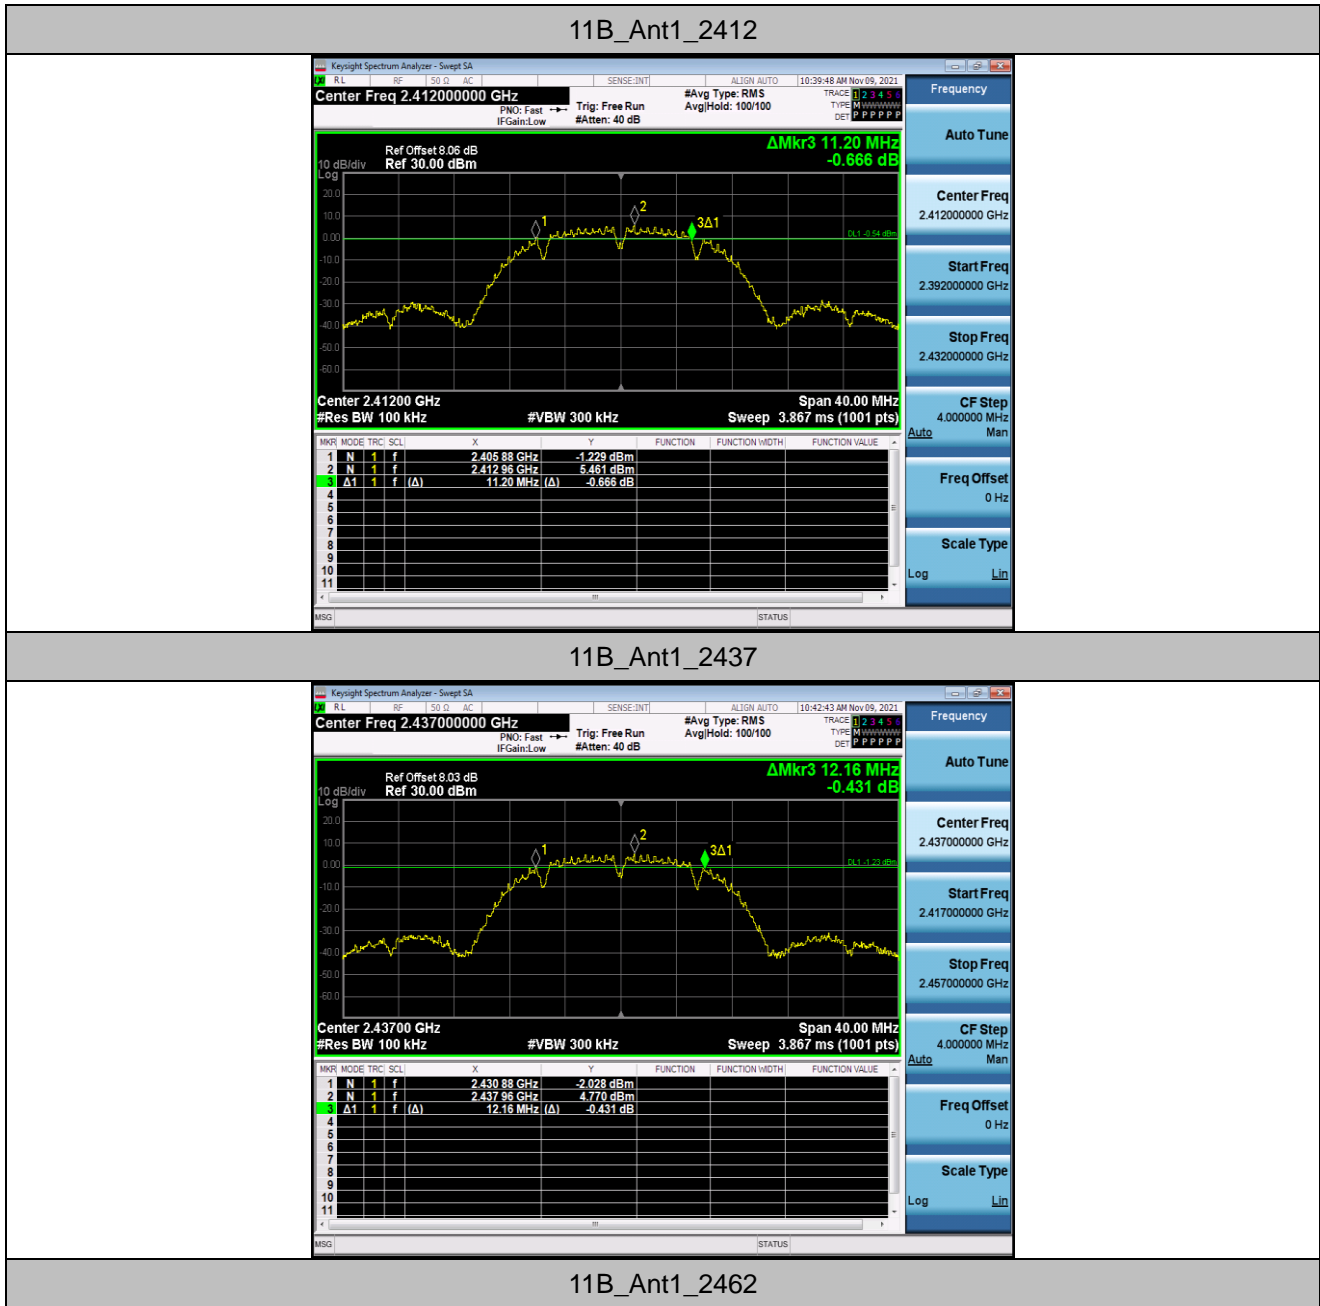 11B_Ant1_2412
Keysight Spectrum Analyzer - Swept SA
RL RF 50 Ω AC SENSE:INT ALIGN AUTO 10:39:48 AM Nov 09, 2021
Center Freq 2.412000000 GHz #Avg Type: RMS TRACE 1 2 3 4 5 6
PNO: Fast Trig: Free Run Avg|Hold: 100/100 TYPE M WWWWW
IFGain:Low #Atten: 40 dB DET P P P P P P
Frequency
Auto Tune
Center Freq
2.412000000 GHz
Start Freq
2.392000000 GHz
Stop Freq
2.432000000 GHz
CF Step
4.000000 MHz
Auto Man
Freq Offset
0 Hz
Scale Type
Log Lin
ΔMkr3 11.20 MHz
-0.666 dB
Ref Offset 8.06 dB
10 dB/div Ref 30.00 dBm
Log
20.0
10.0
0.00
-10.0
-20.0
-30.0
-40.0
-50.0
-60.0
1
2
3Δ1
DL1 -0.54 dBm
Center 2.41200 GHz Span 40.00 MHz
#Res BW 100 kHz #VBW 300 kHz Sweep 3.867 ms (1001 pts)
MKR MODE TRC SCL X Y FUNCTION FUNCTION WIDTH FUNCTION VALUE
1 N 1 f 2.405 88 GHz -1.229 dBm
2 N 1 f 2.412 96 GHz 5.461 dBm
3 Δ1 1 f (Δ) 11.20 MHz (Δ) -0.666 dB
4
5
6
7
8
9
10
11
MSG STATUS
11B_Ant1_2437
Keysight Spectrum Analyzer - Swept SA
RL RF 50 Ω AC SENSE:INT ALIGN AUTO 10:42:43 AM Nov 09, 2021
Center Freq 2.437000000 GHz #Avg Type: RMS TRACE 1 2 3 4 5 6
PNO: Fast Trig: Free Run Avg|Hold: 100/100 TYPE M WWWWW
IFGain:Low #Atten: 40 dB DET P P P P P P
Frequency
Auto Tune
Center Freq
2.437000000 GHz
Start Freq
2.417000000 GHz
Stop Freq
2.457000000 GHz
CF Step
4.000000 MHz
Auto Man
Freq Offset
0 Hz
Scale Type
Log Lin
ΔMkr3 12.16 MHz
-0.431 dB
Ref Offset 8.03 dB
10 dB/div Ref 30.00 dBm
Log
20.0
10.0
0.00
-10.0
-20.0
-30.0
-40.0
-50.0
-60.0
1
2
3Δ1
DL1 -1.23 dBm
Center 2.43700 GHz Span 40.00 MHz
#Res BW 100 kHz #VBW 300 kHz Sweep 3.867 ms (1001 pts)
MKR MODE TRC SCL X Y FUNCTION FUNCTION WIDTH FUNCTION VALUE
1 N 1 f 2.430 88 GHz -2.028 dBm
2 N 1 f 2.437 96 GHz 4.770 dBm
3 Δ1 1 f (Δ) 12.16 MHz (Δ) -0.431 dB
4
5
6
7
8
9
10
11
MSG STATUS
11B_Ant1_2462